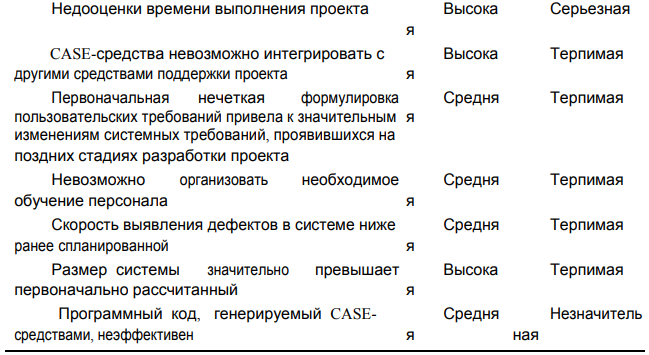 Недооценки времени выполнения проекта Высока Серьезная
я
CASE-средства невозможно интегрировать с Высока Терпимая
другими средствами поддержки проекта я
Первоначальная нечеткая формулировка Средня Терпимая
пользовательских требований привела к значительным я
изменениям системных требований, проявившихся на
поздних стадиях разработки проекта
Невозможно организовать необходимое Средня Терпимая
обучение персонала я
Скорость выявления дефектов в системе ниже Средня Терпимая
ранее спланированной я
Размер системы значительно превышает Высока Терпимая
первоначально рассчитанный я
Программный код, генерируемый CASE- Средня Незначитель
средствами, неэффективен я ная